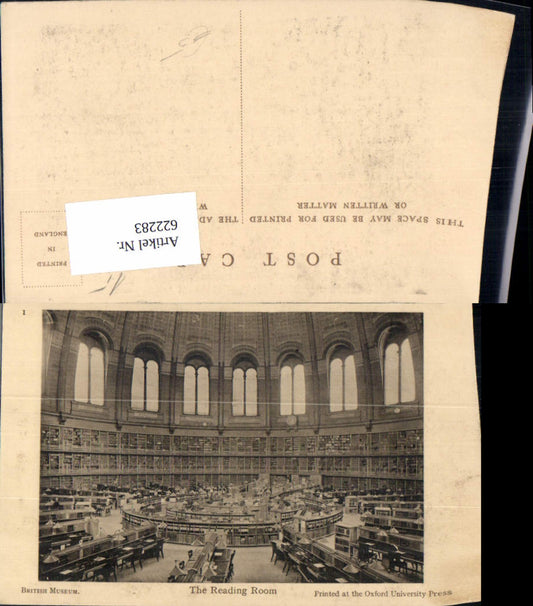 POST CA
THIS SPACE MAY BE USED FOR PRINTED
OR WRITTEN MATTER
THE AD
W
PRINTED
IN
ENGLAND
Artikel Nr.
622283
1
BRITISH MUSEUM.
The Reading Room
Printed at the Oxford University Press